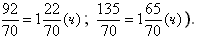 92/70 = 1 22/70 (ч) ; 135/70 = 1 65/70 (ч) ).